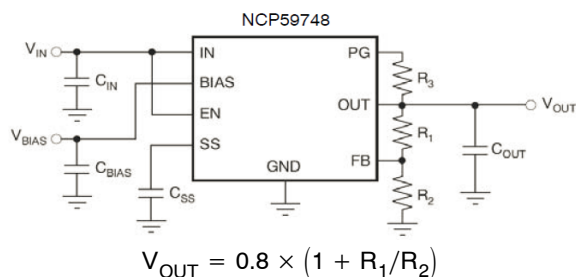 NCP59748
V_IN
IN
PG
C_IN
BIAS
R_3
EN
OUT
V_OUT
V_BIAS
R_1
SS
C_BIAS
C_SS
GND
FB
C_OUT
R_2
V_OUT = 0.8 × (1 + R_1/R_2)